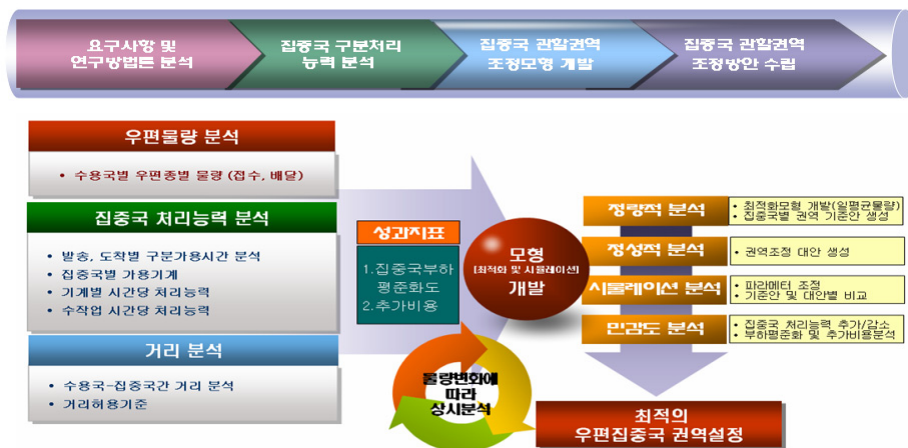 요구사항 및
연구방법론 분석
집중국 구분처리
능력 분석
집중국 관할권역
조정모형 개발
집중국 관할권역
조정방안 수립
우편물량 분석
• 수용국별 우편종별 물량 (접수, 배달)
집중국 처리능력 분석
• 발송, 도착별 구분가용시간 분석
• 집중국별 가용기계
• 기계별 시간당 처리능력
• 수작업 시간당 처리능력
거리 분석
• 수용국-집중국간 거리 분석
• 거리허용기준
성과지표
1.집중국부하
평준화도
2.추가비용
모형
[최적화 및 시뮬레이션]
개발
물량변화에
따라
상시분석
정량적 분석
• 최적화모형 개발(일평균물량)
• 집중국별 권역 기준안 생성
정성적 분석
• 권역조정 대안 생성
시뮬레이션 분석
• 파라메터 조정
• 기준안 및 대안별 비교
민감도 분석
• 집중국 처리능력 추가/감소
• 부하평준화 및 추가비용분석
최적의
우편집중국 권역설정